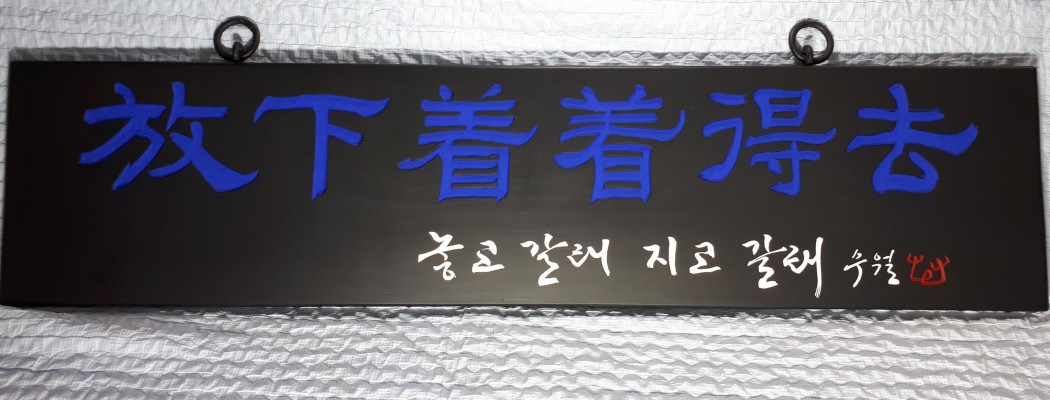 放下着着得去
놓고 갈래 지고 갈래 수월